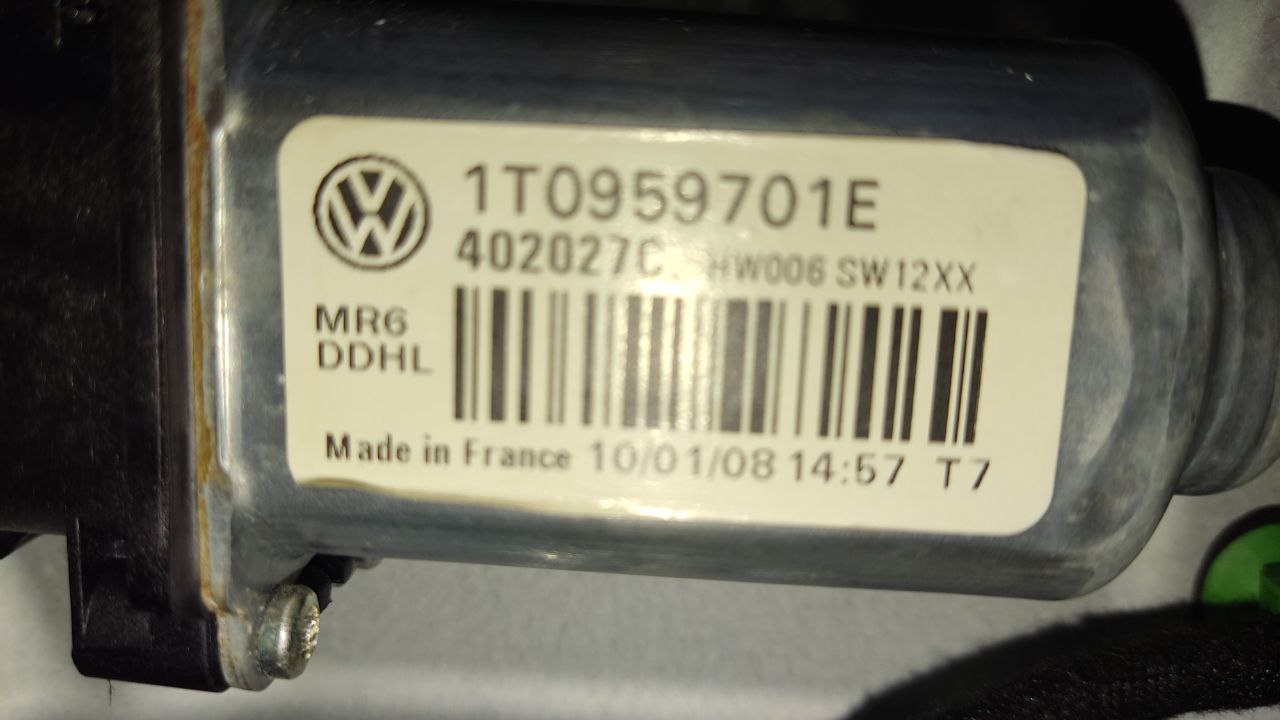 1T0959701E
402027C HW006 SW12XX
MR6
DDHL
Made in France 10/01/08 14:57 T7